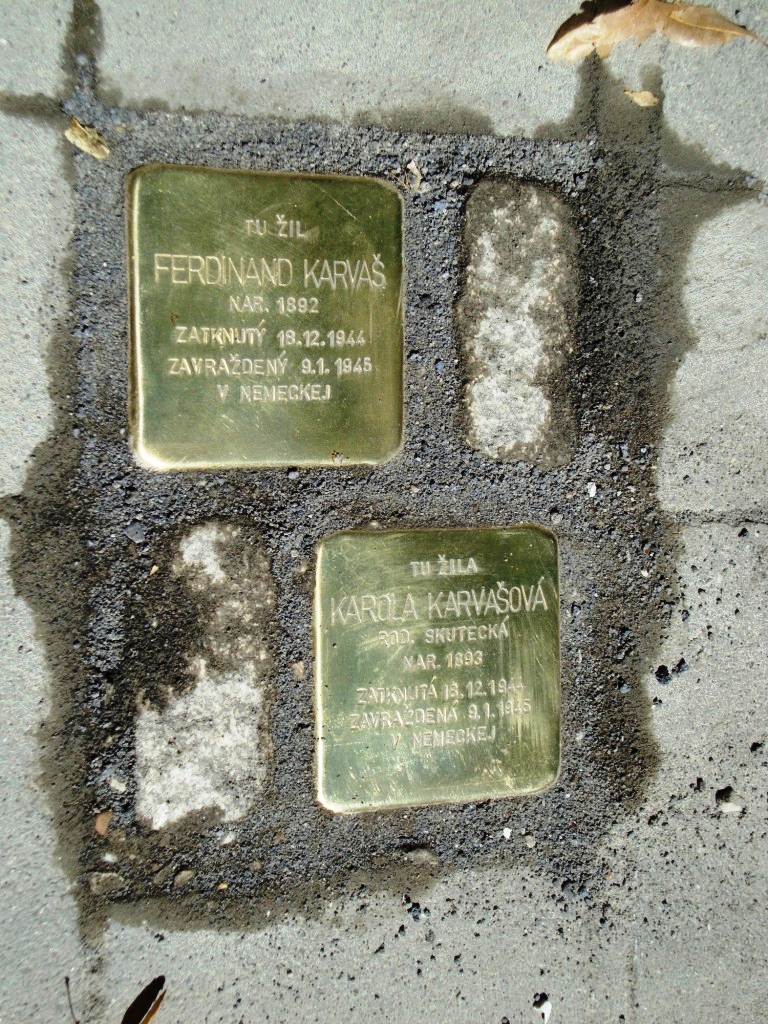 TU ŽIL
FERDINAND KARVAŠ
NAR. 1892
ZATKNUTÝ 18.12.1944
ZAVRAŽDENÝ 9.1.1945
V NEMECKEJ
TU ŽILA
KAROLA KARVAŠOVÁ
ROD. SKUTECKÁ
NAR. 1893
ZATKNUTÁ 18.12.1944
ZAVRAŽDENÁ 9.1.1945
V NEMECKEJ